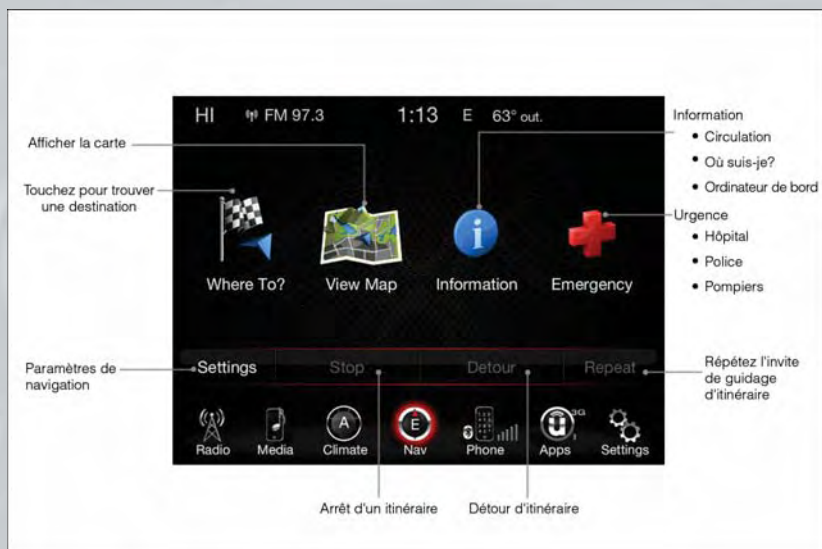 HI FM 97.3 1:13 E 63° out.
Information
• Circulation
• Où suis-je?
• Ordinateur de bord
Afficher la carte
Touchez pour trouver
une destination
Urgence
• Hôpital
• Police
• Pompiers
Where To? View Map Information Emergency
Paramètres de
navigation
Settings Stop Detour Repeat
Répétez l'invite
de guidage
d'itinéraire
A E 3G
Radio Media Climate Nav Phone Apps Settings
Arrêt d'un itinéraire Détour d'itinéraire